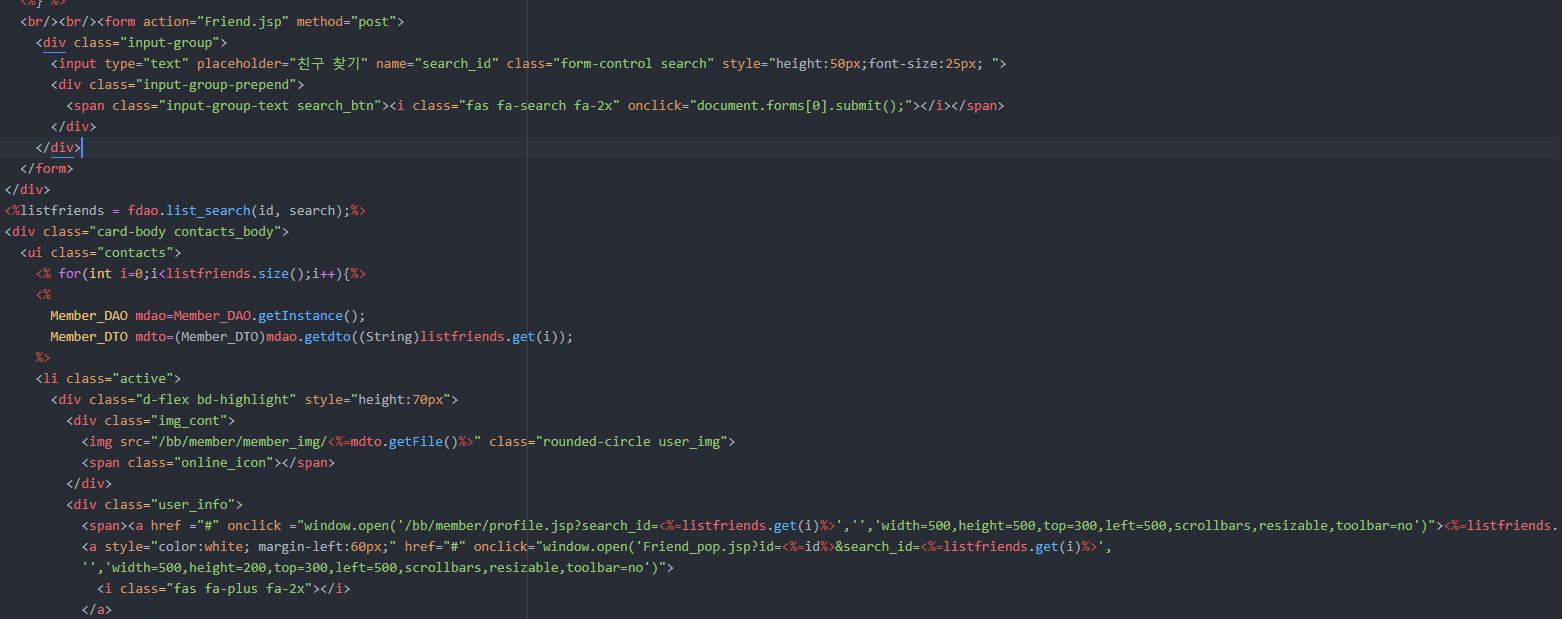 <%} %>
<br/><br/><form action="Friend.jsp" method="post">
<div class="input-group">
<input type="text" placeholder="친구 찾기" name="search_id" class="form-control search" style="height:50px;font-size:25px; ">
<div class="input-group-prepend">
<span class="input-group-text search_btn"><i class="fas fa-search fa-2x" onclick="document.forms[0].submit();"></i></span>
</div>
</div>
</form>
</div>
<%listfriends = fdao.list_search(id, search);%>
<div class="card-body contacts_body">
<ui class="contacts">
<% for(int i=0;i<listfriends.size();i++){%>
<%
Member_DAO mdao=Member_DAO.getInstance();
Member_DTO mdto=(Member_DTO)mdao.getdto((String)listfriends.get(i));
%>
<li class="active">
<div class="d-flex bd-highlight" style="height:70px">
<div class="img_cont">
<img src="/bb/member/member_img/<%=mdto.getFile()%>" class="rounded-circle user_img">
<span class="online_icon"></span>
</div>
<div class="user_info">
<span><a href ="#" onclick ="window.open('/bb/member/profile.jsp?search_id=<%=listfriends.get(i)%>','','width=500,height=500,top=300,left=500,scrollbars,resizable,toolbar=no')"><%=listfriends.
<a style="color:white; margin-left:60px;" href="#" onclick="window.open('Friend_pop.jsp?id=<%=id%>&search_id=<%=listfriends.get(i)%>',
'','width=500,height=200,top=300,left=500,scrollbars,resizable,toolbar=no')">
<i class="fas fa-plus fa-2x"></i>
</a>